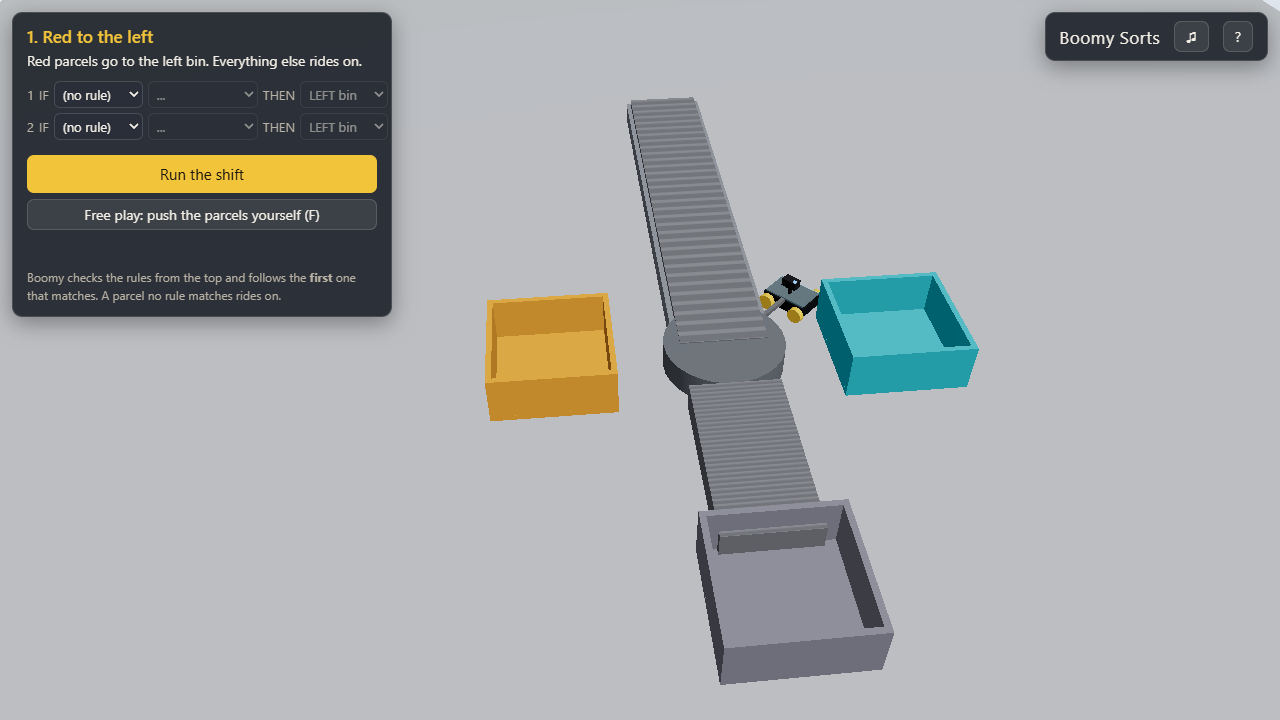 1. Red to the left
Red parcels go to the left bin. Everything else rides on.
1 IF (no rule) ... THEN LEFT bin
2 IF (no rule) ... THEN LEFT bin
Run the shift
Free play: push the parcels yourself (F)
Boomy checks the rules from the top and follows the first one
that matches. A parcel no rule matches rides on.
Boomy Sorts ♫ ?